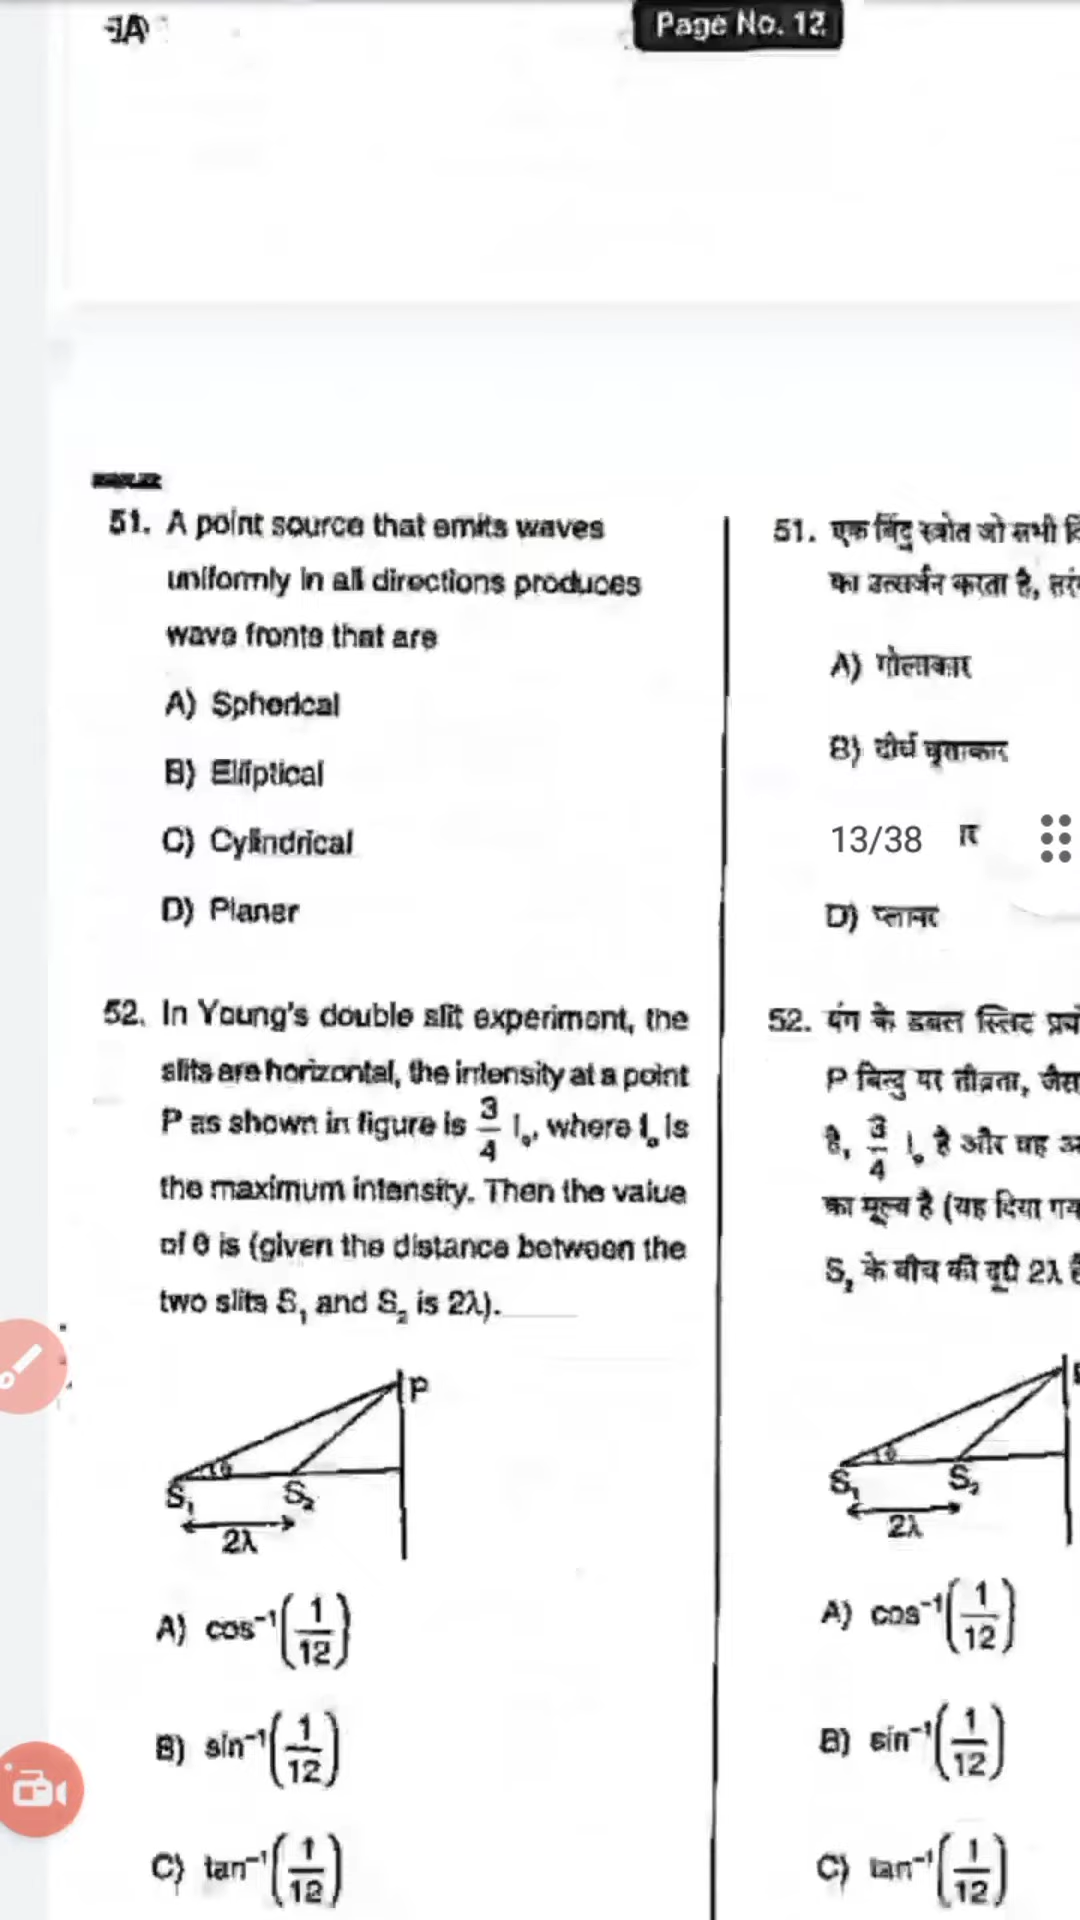 -1A
Page No. 12
51. A point source that emits waves
uniformly in all directions produces
wave fronts that are
A) Spherical
B) Elliptical
C) Cylindrical
D) Planar
52. In Young's double slit experiment, the
slits are horizontal, the intensity at a point
P as shown in figure is 3/4 I₀, where I₀ is
the maximum intensity. Then the value
of θ is (given the distance between the
two slits S₁ and S₂ is 2λ).
P
θ
S₁ S₂
2λ
A) cos⁻¹(1/12)
B) sin⁻¹(1/12)
C) tan⁻¹(1/12)
51. एक बिंदु स्त्रोत जो सभी
का उत्सर्जन करता है,
A) गोलाकार
B) दीर्घ वृत्ताकार
13/38
D) प्लानर
52. यंग के डबल स्लिट
P बिन्दु पर तीव्रता,
है, 3/4 I₀ है और वह
का मूल्य है (यह दिया
S₂ के बीच की दूरी 2λ
θ
S₁ S₂
2λ
A) cos⁻¹(1/12)
B) sin⁻¹(1/12)
C) tan⁻¹(1/12)